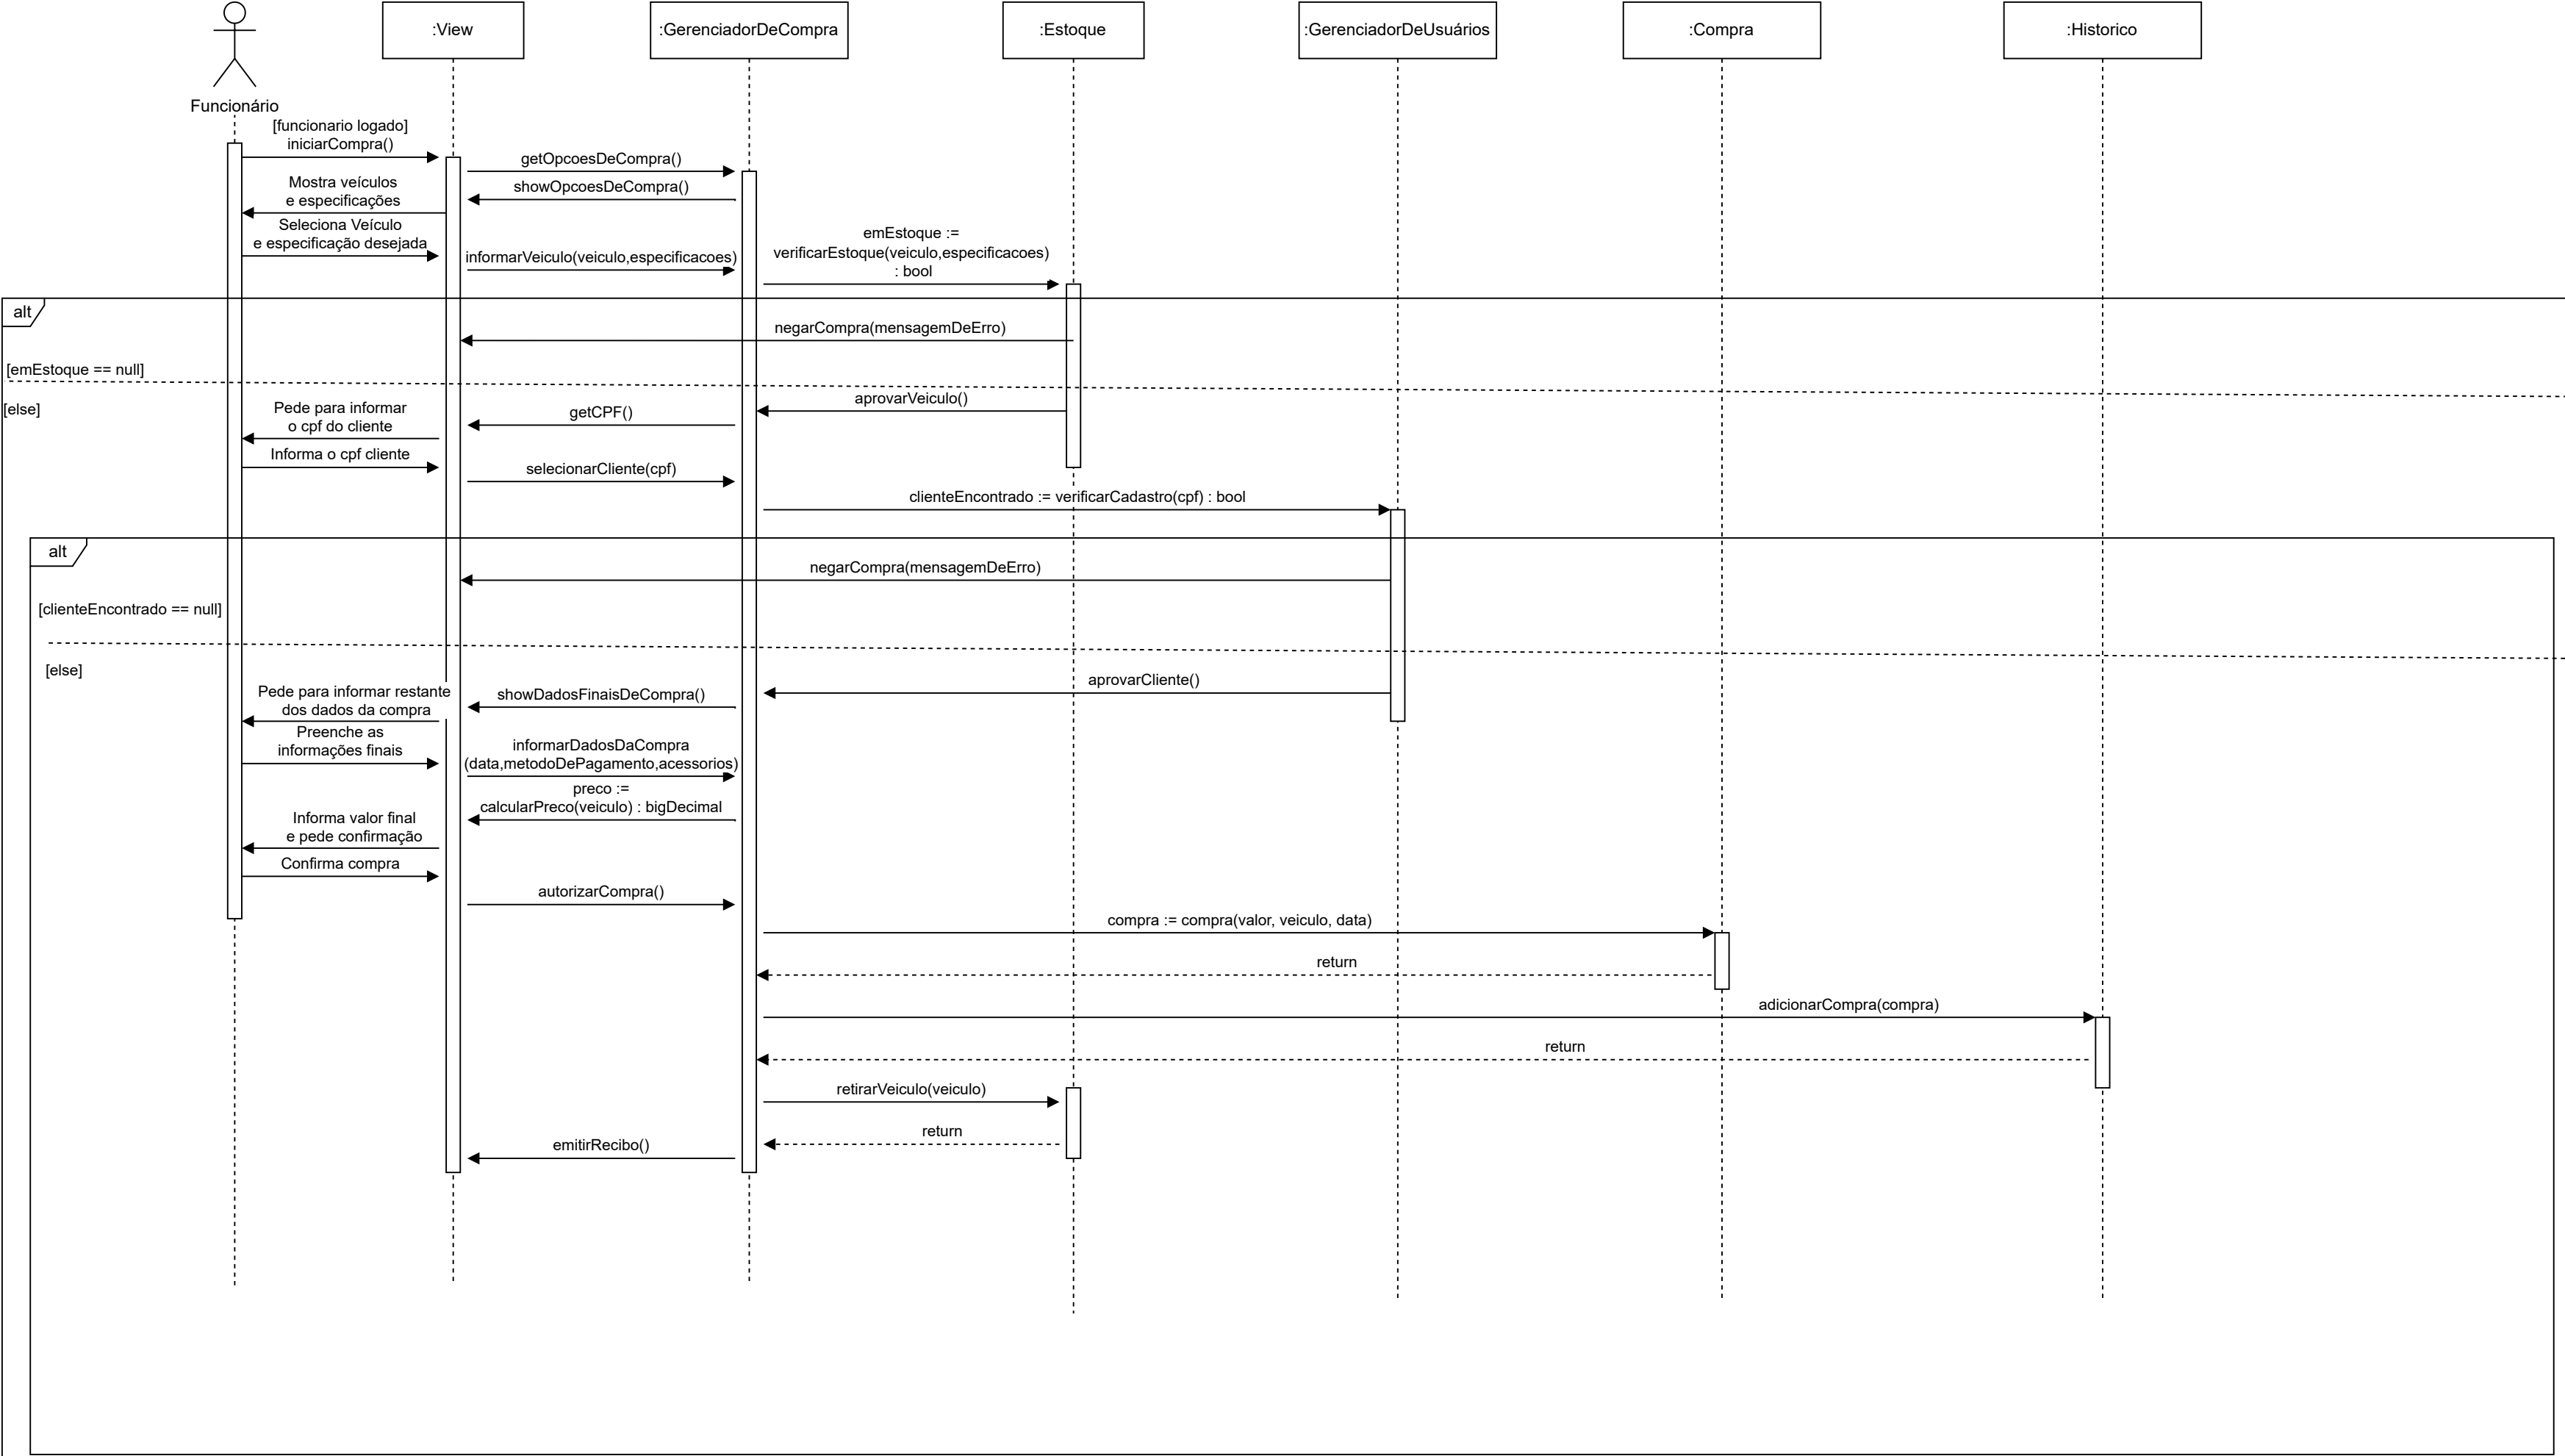 :View
:GerenciadorDeCompra
:Estoque
:GerenciadorDeUsuários
:Compra
:Historico
Funcionário
[funcionario logado]
iniciarCompra()
getOpcoesDeCompra()
Mostra veículos
e especificações
showOpcoesDeCompra()
Seleciona Veículo
e especificação desejada
informarVeiculo(veiculo,especificacoes)
emEstoque :=
verificarEstoque(veiculo,especificacoes)
: bool
alt
negarCompra(mensagemDeErro)
[emEstoque == null]
[else]
aprovarVeiculo()
getCPF()
Pede para informar
o cpf do cliente
Informa o cpf cliente
selecionarCliente(cpf)
clienteEncontrado := verificarCadastro(cpf) : bool
alt
negarCompra(mensagemDeErro)
[clienteEncontrado == null]
[else]
aprovarCliente()
showDadosFinaisDeCompra()
Pede para informar restante
dos dados da compra
Preenche as
informações finais
informarDadosDaCompra
(data,metodoDePagamento,acessorios)
preco :=
calcularPreco(veiculo) : bigDecimal
Informa valor final
e pede confirmação
Confirma compra
autorizarCompra()
compra := compra(valor, veiculo, data)
return
adicionarCompra(compra)
return
retirarVeiculo(veiculo)
return
emitirRecibo()